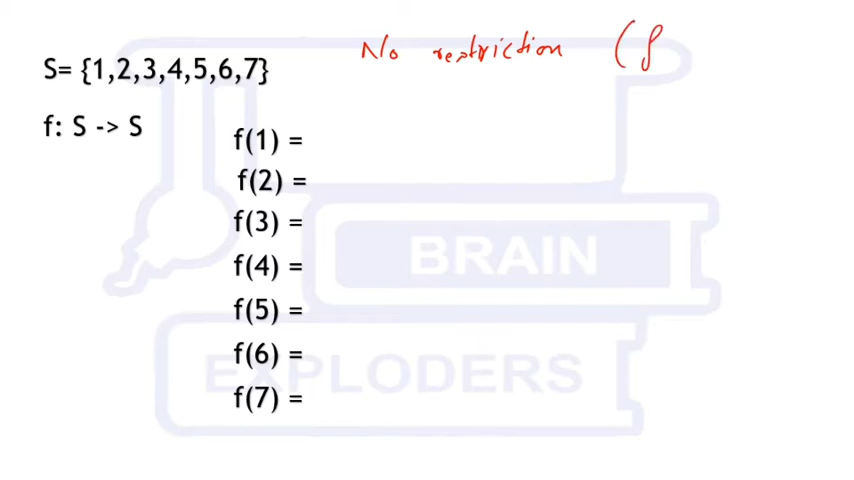 No restriction (f
S= {1,2,3,4,5,6,7}
f: S -> S
f(1) =
f(2) =
f(3) =
f(4) =
f(5) =
f(6) =
f(7) =
BRAIN
EXPLODERS